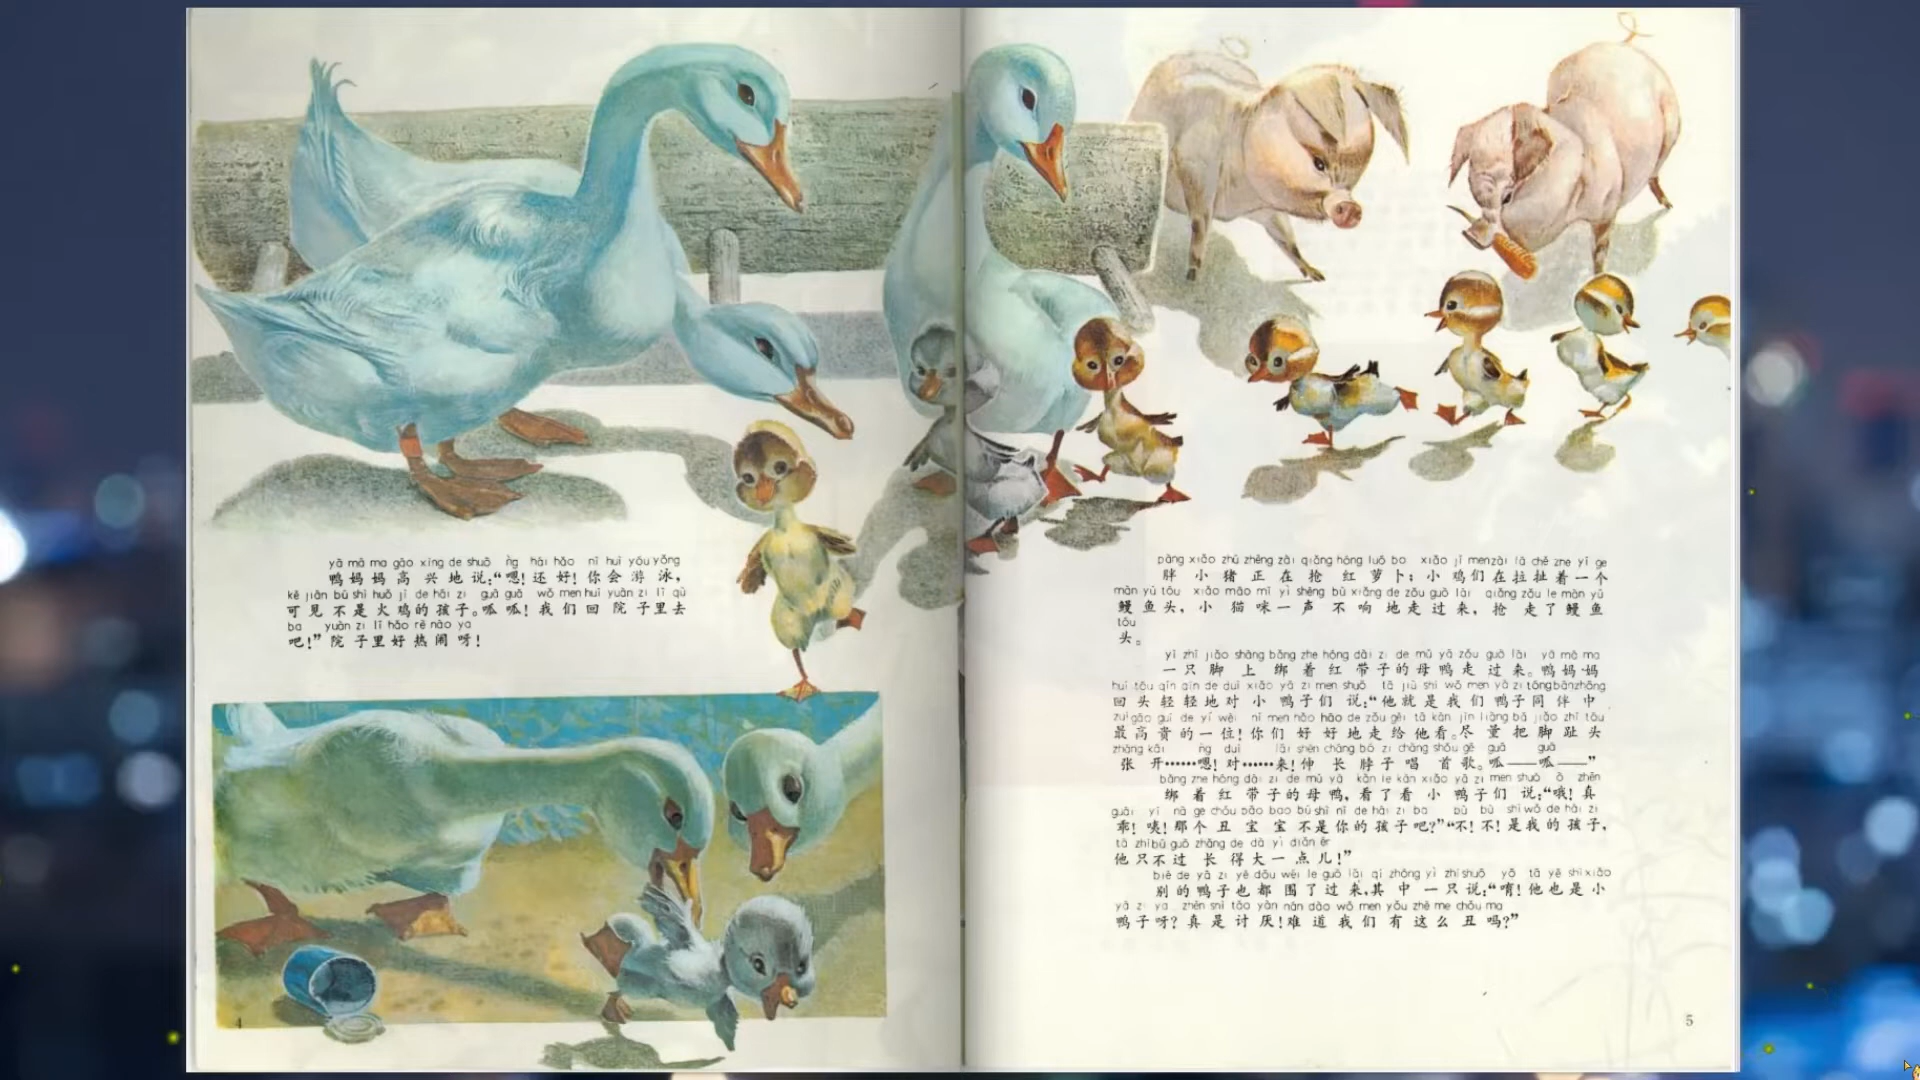 yā mā ma gāo xìng de shuō ǹg hái hǎo nǐ huì yóu yǒng
鸭妈妈高兴地说:“嗯!还好!你会游泳,
kě jiàn bù shì huǒ jī de hái zi guā guā wǒ men huí yuàn zi lǐ qù
可见不是火鸡的孩子。呱呱!我们回院子里去
ba yuàn zi lǐ hǎo rè nào ya
吧!”院子里好热闹呀!
4
pàng xiǎo zhū zhèng zài qiǎng hóng luó bo xiǎo jī men zài lā chě zhe yí ge
胖小猪正在抢红萝卜;小鸡们在拉扯着一个
mán yú tóu xiǎo māo mī yì shēng bù xiǎng de zǒu guò lái qiǎng zǒu le mán yú
鳗鱼头,小猫咪一声不响地走过来,抢走了鳗鱼
tóu
头。
yì zhī jiǎo shàng bǎng zhe hóng dài zi de mǔ yā zǒu guò lái yā mā ma
一只脚上绑着红带子的母鸭走过来。鸭妈妈
huí tóu qīn qīn de duì xiǎo yā zi men shuō tā jiù shì wǒ men yā zi tóng bàn zhōng
回头轻轻地对小鸭子们说:“他就是我们鸭子同伴中
zuì gāo guì de yí wèi nǐ men hǎo hǎo de zǒu gěi tā kàn jìn liàng bǎ jiǎo zhǐ tóu
最高贵的一位!你们好好地走给他看。尽量把脚趾头
zhāng kāi ǹg duì lái shēn cháng bó zi chàng shǒu gē guā guā
张开……嗯!对……来!伸长脖子唱首歌。呱——呱——”
bǎng zhe hóng dài zi de mǔ yā kàn le kàn xiǎo yā zi men shuō ò zhēn
绑着红带子的母鸭,看了看小鸭子们说:“哦!真
guāi yí nà ge chǒu bǎo bao bú shì nǐ de hái zi ba bù bù shì wǒ de hái zi
乖!咦!那个丑宝宝不是你的孩子吧?”“不!不!是我的孩子,
tā zhǐ bú guò zhǎng de dà yì diǎn ér
他只不过长得大一点儿!”
bié de yā zi yě dōu wéi le guò lái qí zhōng yì zhī shuō yō tā yě shì xiǎo
别的鸭子也都围了过来,其中一只说:“唷!他也是小
yā zi ya zhēn shì tǎo yàn nán dào wǒ men yǒu zhè me chǒu ma
鸭子呀?真是讨厌!难道我们有这么丑吗?”
5